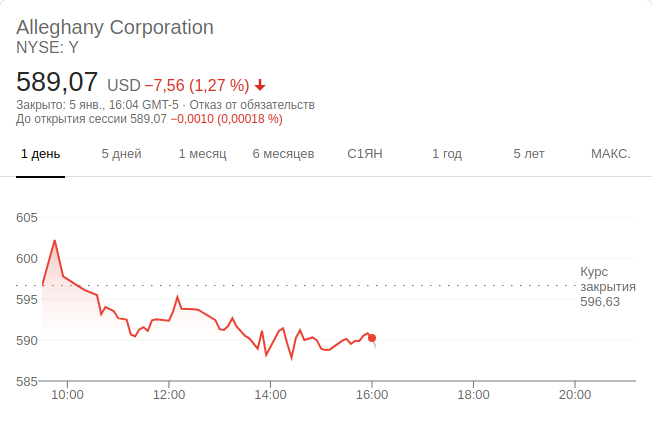 Alleghany Corporation
NYSE: Y
589,07 USD −7,56 (1,27 %)
Закрыто: 5 янв., 16:04 GMT-5 · Отказ от обязательств
До открытия сессии 589,07 −0,0010 (0,00018 %)
1 день 5 дней 1 месяц 6 месяцев С1ЯН 1 год 5 лет МАКС.
605
600
Курс
закрытия
596,63
595
590
585
10:00 12:00 14:00 16:00 18:00 20:00